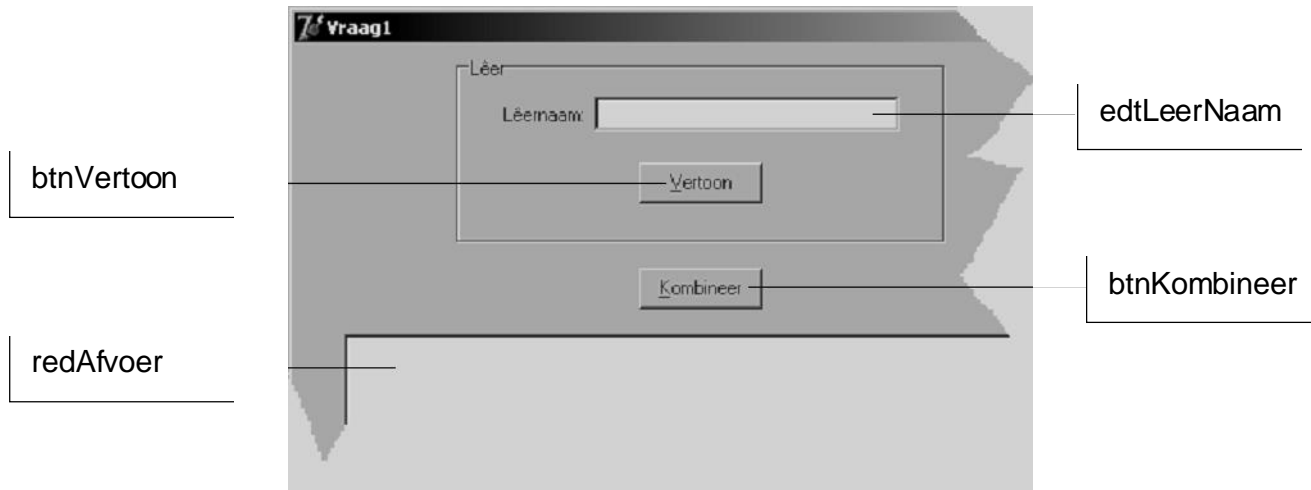 Vraag1
Lêer
Lêernaam:
edtLeerNaam
btnVertoon
Vertoon
Kombineer
btnKombineer
redAfvoer